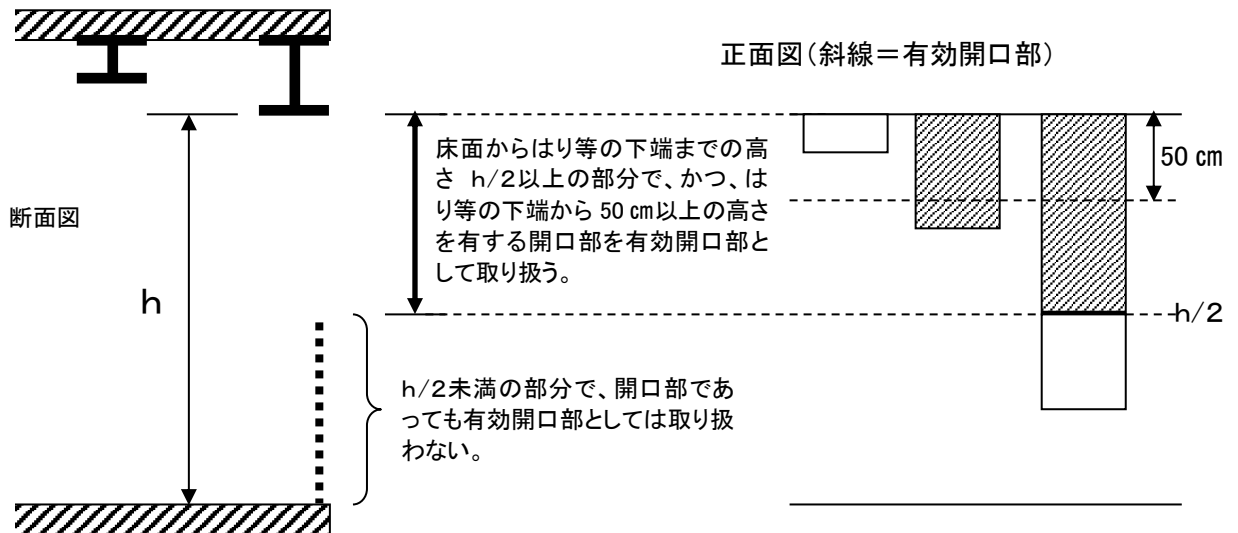 正面図(斜線=有効開口部)
50 ㎝
断面図
床面からはり等の下端までの高
さ h/2以上の部分で、かつ、は
り等の下端から 50 ㎝以上の高さ
を有する開口部を有効開口部と
して取り扱う。
h
h/2
h/2未満の部分で、開口部であ
っても有効開口部としては取り扱
わない。